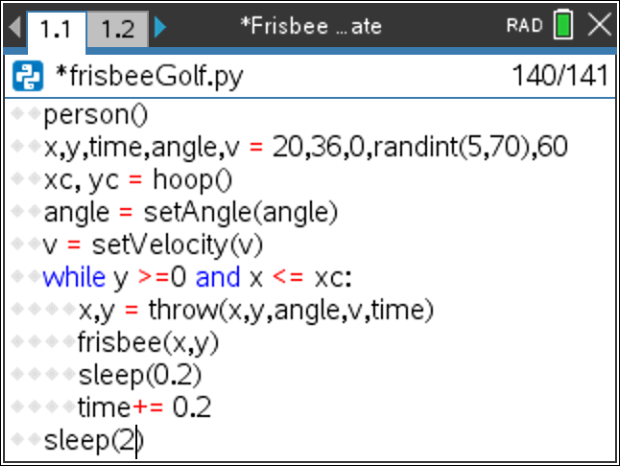 1.1 1.2 *Frisbee ...ate RAD
*frisbeeGolf.py 140/141
person()
x,y,time,angle,v = 20,36,0,randint(5,70),60
xc, yc = hoop()
angle = setAngle(angle)
v = setVelocity(v)
while y >=0 and x <= xc:
x,y = throw(x,y,angle,v,time)
frisbee(x,y)
sleep(0.2)
time+= 0.2
sleep(2)